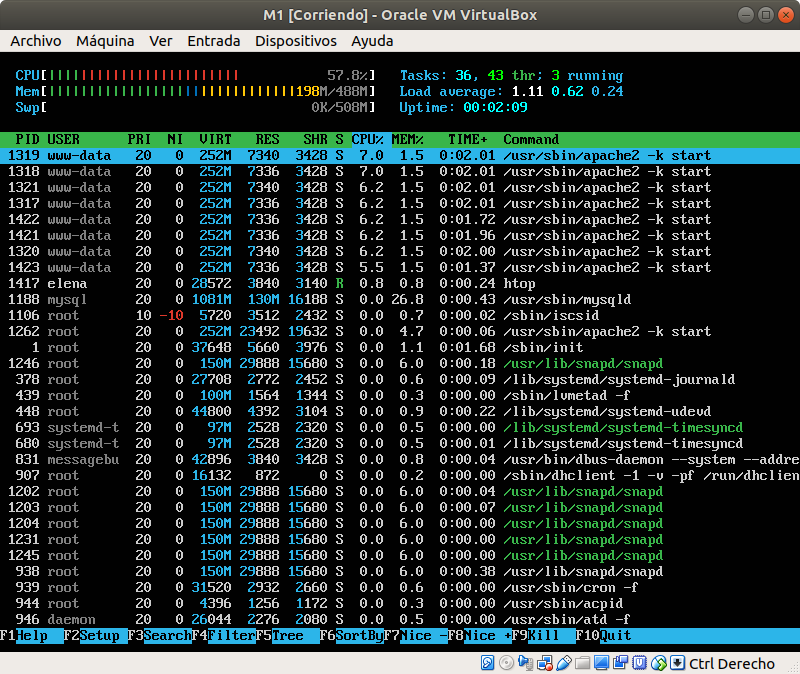 M1 [Corriendo] - Oracle VM VirtualBox
Archivo Máquina Ver Entrada Dispositivos Ayuda
CPU[||||||||||||||||||||||| 57.8%] Tasks: 36, 43 thr; 3 running
Mem[||||||||||||||||||||||||||||||198M/488M] Load average: 1.11 0.62 0.24
Swp[ 0K/508M] Uptime: 00:02:09
PID USER PRI NI VIRT RES SHR S CPU% MEM% TIME+ Command
1319 www-data 20 0 252M 7340 3428 S 7.0 1.5 0:02.01 /usr/sbin/apache2 -k start
1318 www-data 20 0 252M 7336 3428 S 7.0 1.5 0:02.01 /usr/sbin/apache2 -k start
1321 www-data 20 0 252M 7340 3428 S 6.2 1.5 0:02.01 /usr/sbin/apache2 -k start
1317 www-data 20 0 252M 7336 3428 S 6.2 1.5 0:02.01 /usr/sbin/apache2 -k start
1422 www-data 20 0 252M 7336 3428 S 6.2 1.5 0:01.72 /usr/sbin/apache2 -k start
1421 www-data 20 0 252M 7336 3428 S 6.2 1.5 0:01.96 /usr/sbin/apache2 -k start
1320 www-data 20 0 252M 7340 3428 S 6.2 1.5 0:02.00 /usr/sbin/apache2 -k start
1423 www-data 20 0 252M 7336 3428 S 5.5 1.5 0:01.37 /usr/sbin/apache2 -k start
1417 elena 20 0 28572 3840 3140 R 0.8 0.8 0:00.24 htop
1188 mysql 20 0 1081M 130M 16188 S 0.0 26.8 0:00.43 /usr/sbin/mysqld
1106 root 10 -10 5720 3512 2432 S 0.0 0.7 0:00.02 /sbin/iscsid
1262 root 20 0 252M 23492 19632 S 0.0 4.7 0:00.06 /usr/sbin/apache2 -k start
1 root 20 0 37648 5660 3976 S 0.0 1.1 0:01.68 /sbin/init
1246 root 20 0 150M 29888 15680 S 0.0 6.0 0:00.18 /usr/lib/snapd/snapd
378 root 20 0 27708 2772 2452 S 0.0 0.6 0:00.09 /lib/systemd/systemd-journald
439 root 20 0 100M 1564 1344 S 0.0 0.3 0:00.00 /sbin/lvmetad -f
448 root 20 0 44800 4392 3104 S 0.0 0.9 0:00.22 /lib/systemd/systemd-udevd
693 systemd-t 20 0 97M 2528 2320 S 0.0 0.5 0:00.00 /lib/systemd/systemd-timesyncd
680 systemd-t 20 0 97M 2528 2320 S 0.0 0.5 0:00.01 /lib/systemd/systemd-timesyncd
831 messagebu 20 0 42896 3840 3428 S 0.0 0.8 0:00.04 /usr/bin/dbus-daemon --system --addre
907 root 20 0 16132 872 0 S 0.0 0.2 0:00.00 /sbin/dhclient -1 -v -pf /run/dhclien
1202 root 20 0 150M 29888 15680 S 0.0 6.0 0:00.04 /usr/lib/snapd/snapd
1203 root 20 0 150M 29888 15680 S 0.0 6.0 0:00.07 /usr/lib/snapd/snapd
1204 root 20 0 150M 29888 15680 S 0.0 6.0 0:00.00 /usr/lib/snapd/snapd
1231 root 20 0 150M 29888 15680 S 0.0 6.0 0:00.00 /usr/lib/snapd/snapd
1245 root 20 0 150M 29888 15680 S 0.0 6.0 0:00.00 /usr/lib/snapd/snapd
938 root 20 0 150M 29888 15680 S 0.0 6.0 0:00.38 /usr/lib/snapd/snapd
939 root 20 0 31520 2932 2660 S 0.0 0.6 0:00.00 /usr/sbin/cron -f
944 root 20 0 4396 1256 1172 S 0.0 0.3 0:00.00 /usr/sbin/acpid
946 daemon 20 0 26044 2276 2080 S 0.0 0.5 0:00.00 /usr/sbin/atd -f
F1Help F2Setup F3SearchF4FilterF5Tree F6SortByF7Nice -F8Nice +F9Kill F10Quit
Ctrl Derecho